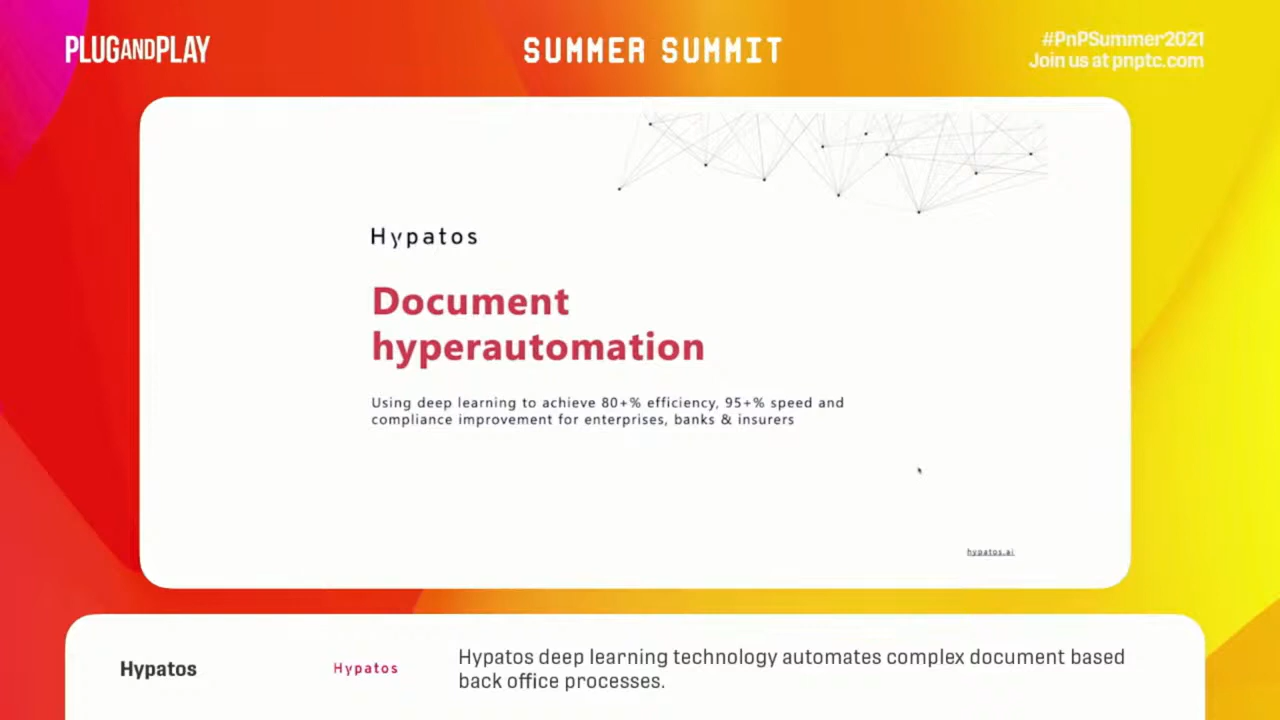 PLUGANDPLAY
SUMMER SUMMIT
#PnPSummer2021
Join us at pnptc.com
Hypatos
Document
hyperautomation
Using deep learning to achieve 80+% efficiency, 95+% speed and
compliance improvement for enterprises, banks & insurers
hypatos.ai
Hypatos
Hypatos
Hypatos deep learning technology automates complex document based
back office processes.